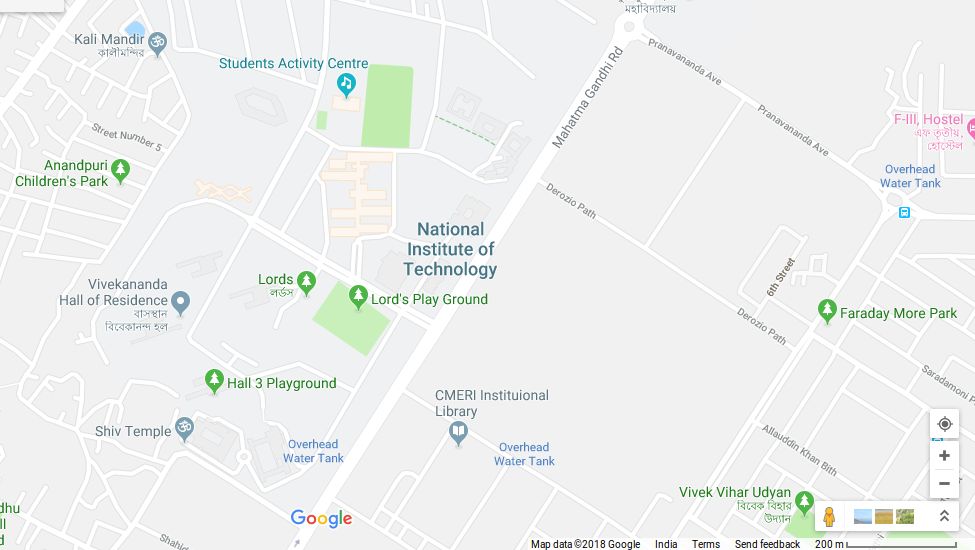 মহাবিদ্যালয়
Kali Mandir
কালীমন্দির
Students Activity Centre
Mahatma Gandhi Rd
Pranavananda Ave
Pranavananda Ave
F-III, Hostel
এফ তৃতীয়,
হোস্টেল
Street Number 5
Anandpuri
Children's Park
Overhead
Water Tank
Derozio Path
National
Institute of
Technology
Vivekananda
Hall of Residence
বাসস্থান
বিবেকানন্দ হল
Lords
লর্ডস
Lord's Play Ground
6th Street
Derozio Path
Faraday More Park
Hall 3 Playground
Saradamoni P
CMERI Instituional
Library
Shiv Temple
Overhead
Water Tank
Overhead
Water Tank
Allauddin Khan Bith
Vivek Vihar Udyan
বিবেক বিহার
উদ্যান
dhu
ll
d
Shahid
Google
Map data ©2018 Google India Terms Send feedback 200 m